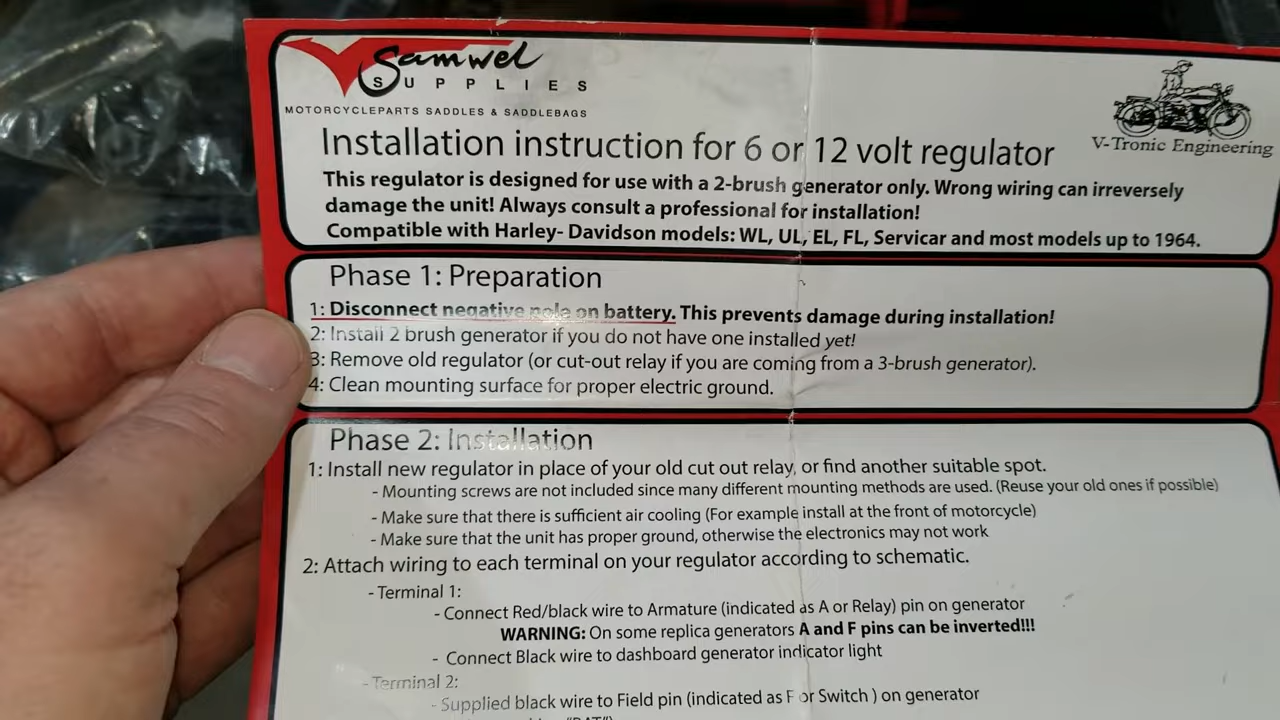 Samwel
SUPPLIES
MOTORCYCLEPARTS SADDLES & SADDLEBAGS
V-Tronic Engineering
Installation instruction for 6 or 12 volt regulator
This regulator is designed for use with a 2-brush generator only. Wrong wiring can irreversely
damage the unit! Always consult a professional for installation!
Compatible with Harley- Davidson models: WL, UL, EL, FL, Servicar and most models up to 1964.
Phase 1: Preparation
1: Disconnect negative pole on battery. This prevents damage during installation!
2: Install 2 brush generator if you do not have one installed yet!
3: Remove old regulator (or cut-out relay if you are coming from a 3-brush generator).
4: Clean mounting surface for proper electric ground.
Phase 2: Installation
1: Install new regulator in place of your old cut out relay, or find another suitable spot.
- Mounting screws are not included since many different mounting methods are used. (Reuse your old ones if possible)
- Make sure that there is sufficient air cooling (For example install at the front of motorcycle)
- Make sure that the unit has proper ground, otherwise the electronics may not work
2: Attach wiring to each terminal on your regulator according to schematic.
- Terminal 1:
- Connect Red/black wire to Armature (indicated as A or Relay) pin on generator
WARNING: On some replica generators A and F pins can be inverted!!!
- Connect Black wire to dashboard generator indicator light
- Terminal 2:
- Supplied black wire to Field pin (indicated as F or Switch ) on generator